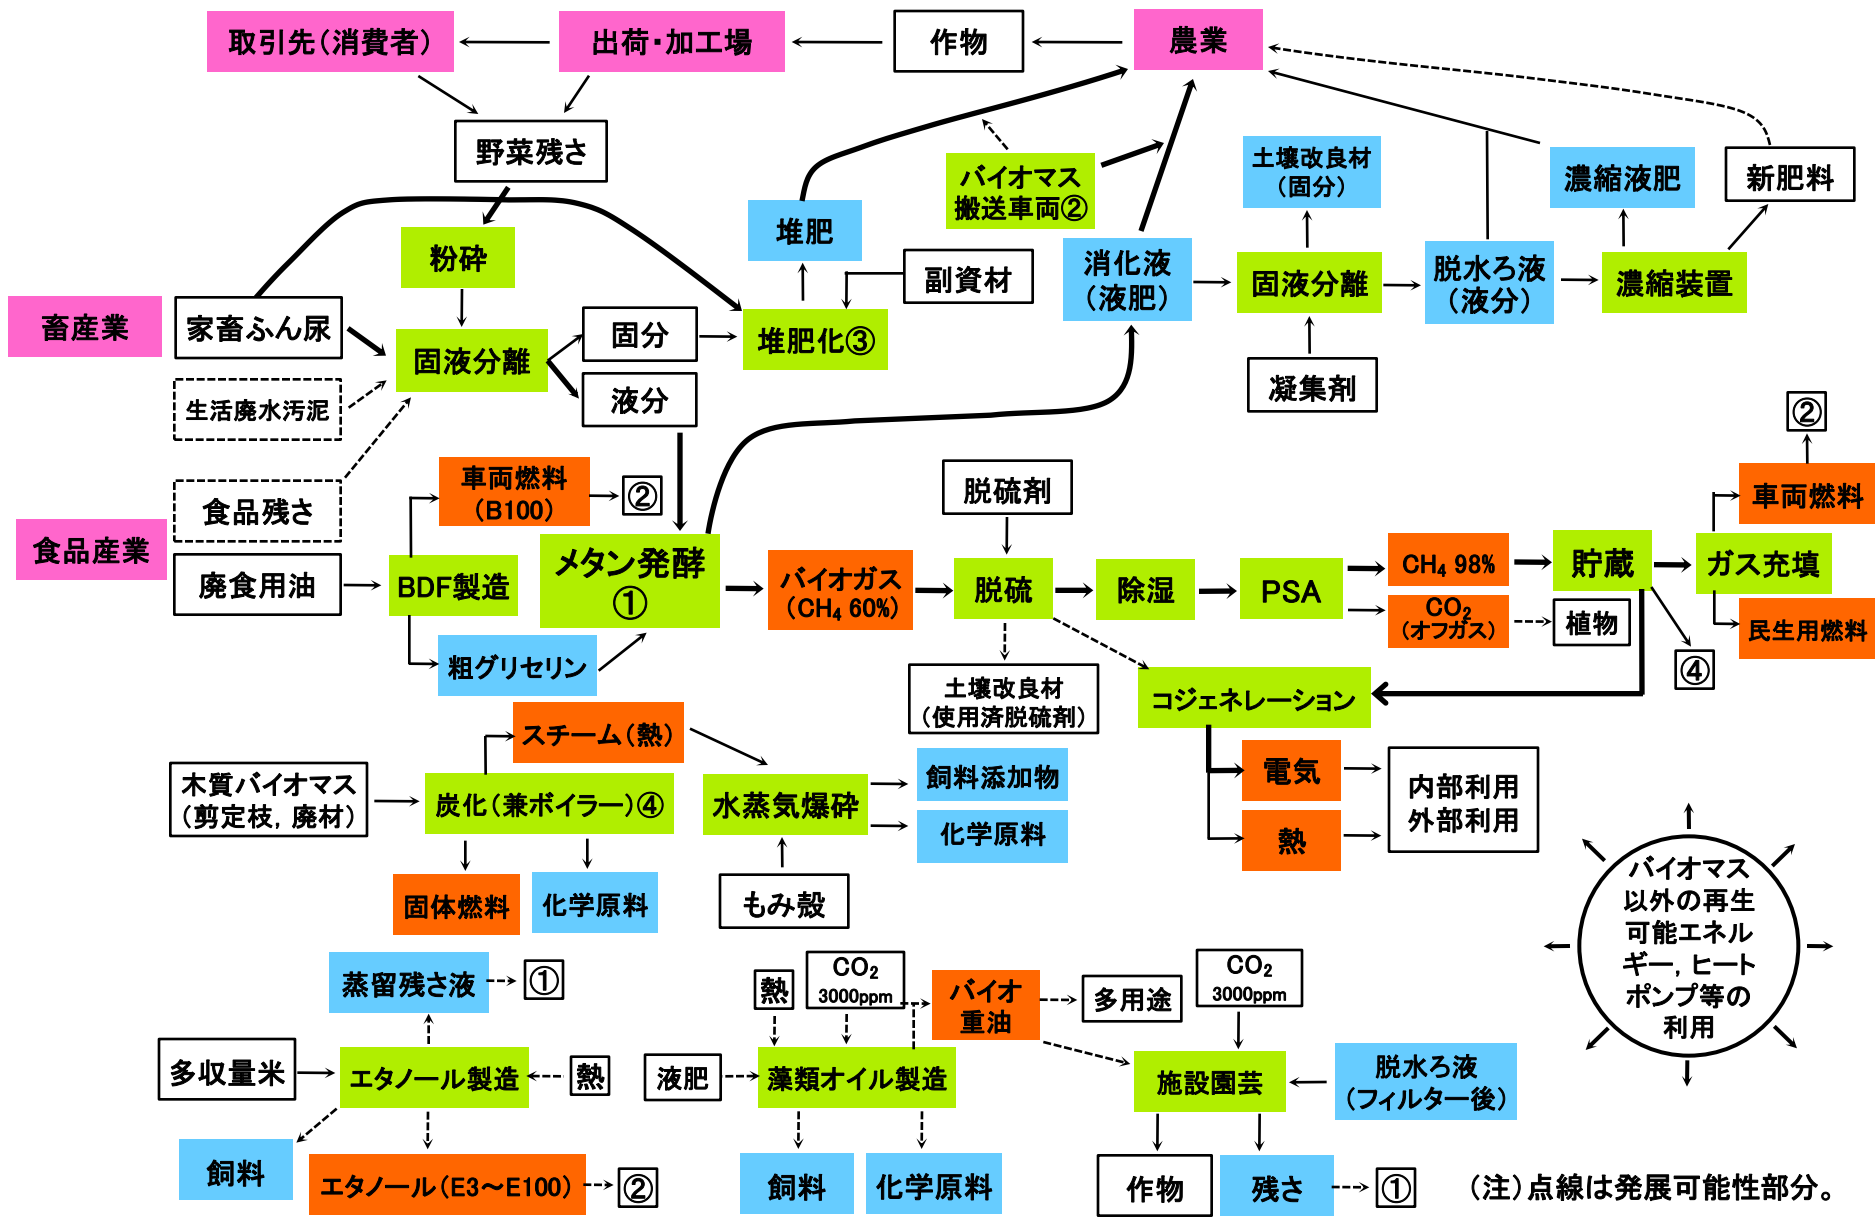 取引先（消費者）
出荷・加工場
作物
農業
野菜残さ
バイオマス
搬送車両②
土壌改良材
（固分）
濃縮液肥
新肥料
堆肥
粉砕
副資材
消化液
（液肥）
固液分離
脱水ろ液
（液分）
濃縮装置
畜産業
家畜ふん尿
固液分離
固分
堆肥化③
液分
凝集剤
生活廃水汚泥
②
車両燃料
（B100）
②
脱硫剤
車両燃料
食品残さ
食品産業
廃食用油
BDF製造
メタン発酵
①
バイオガス
（CH₄ 60%）
脱硫
除湿
PSA
CH₄ 98%
貯蔵
ガス充填
CO₂
（オフガス）
植物
民生用燃料
粗グリセリン
④
土壌改良材
（使用済脱硫剤）
コジェネレーション
スチーム（熱）
木質バイオマス
（剪定枝，廃材）
炭化（兼ボイラー）④
水蒸気爆砕
飼料添加物
化学原料
電気
熱
内部利用
外部利用
固体燃料
化学原料
もみ殻
バイオマス
以外の再生
可能エネル
ギー，ヒート
ポンプ等の
利用
蒸留残さ液
①
熱
CO₂
3000ppm
バイオ
重油
多用途
CO₂
3000ppm
多収量米
エタノール製造
熱
液肥
藻類オイル製造
施設園芸
脱水ろ液
（フィルター後）
飼料
エタノール（E3～E100）
②
飼料
化学原料
作物
残さ
①
（注）点線は発展可能性部分。